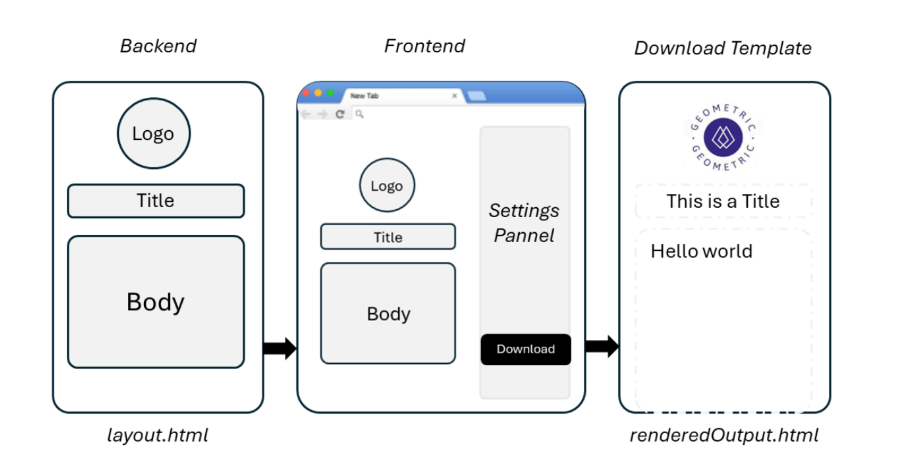 Backend
Frontend
Download Template
Logo
Title
Body
layout.html
New Tab
Logo
Title
Body
Settings
Pannel
Download
GEOMETRIC
GEOMETRIC
This is a Title
Hello world
renderedOutput.html